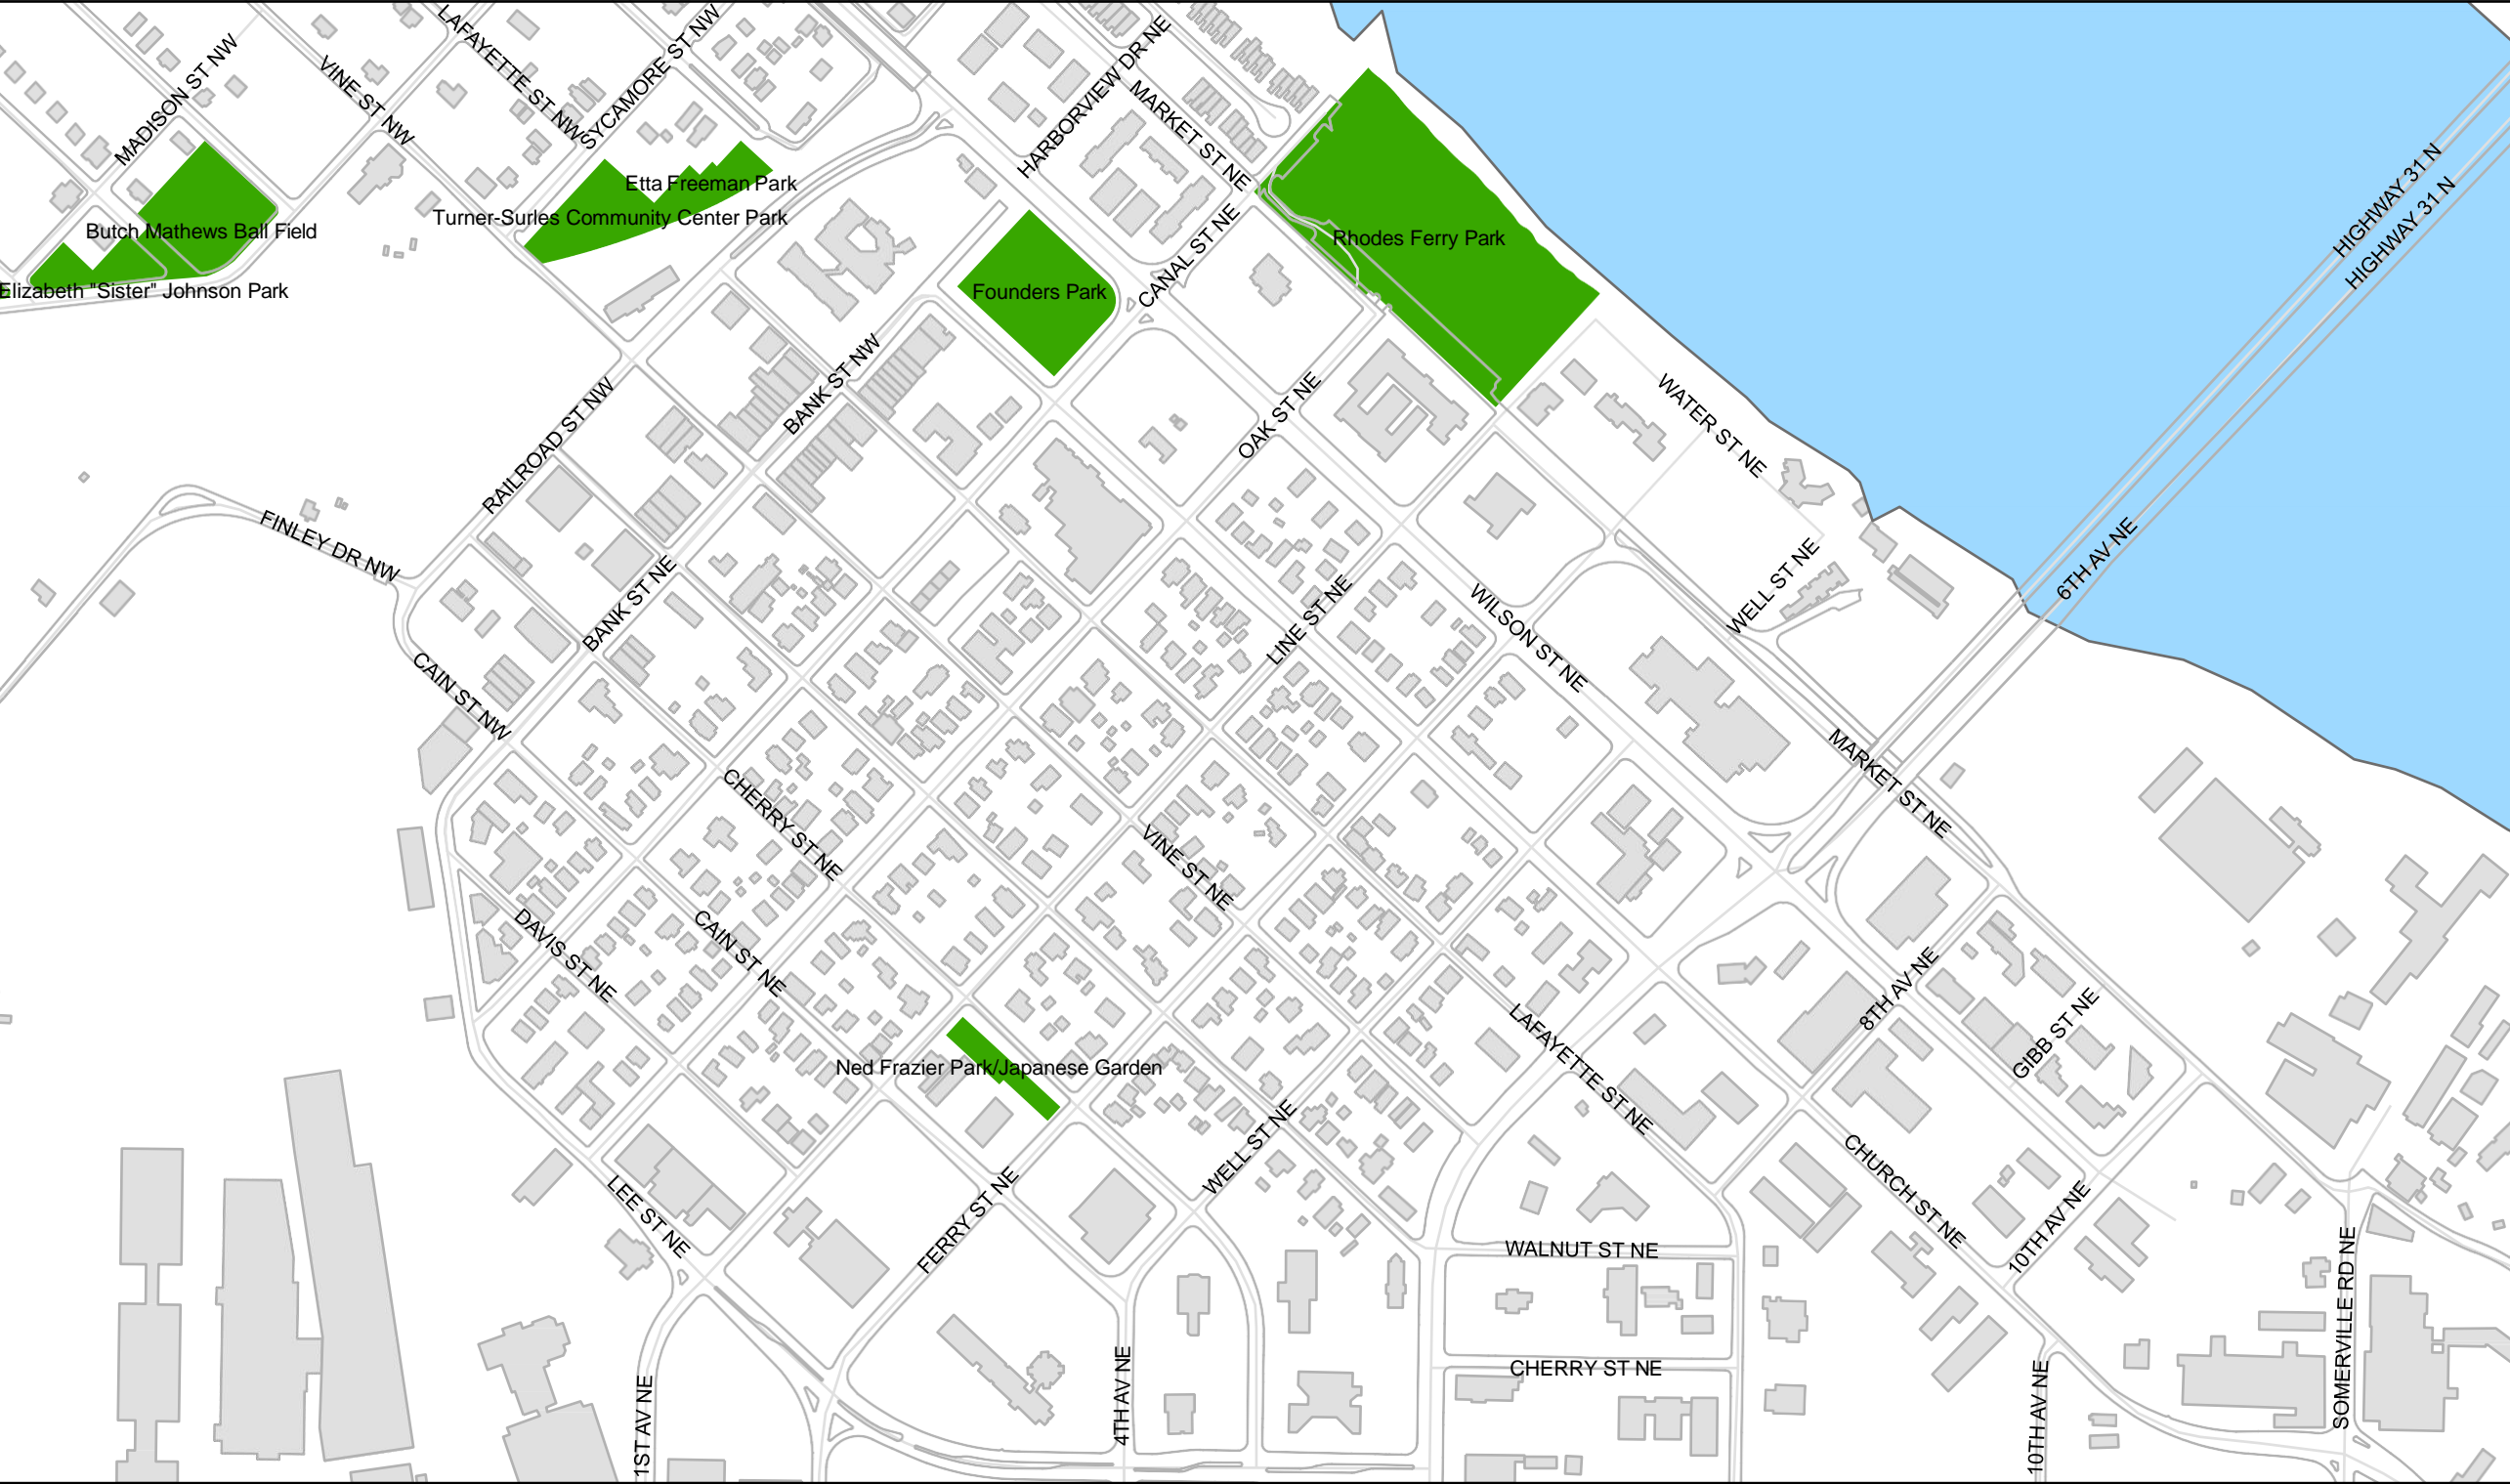 LAFAYETTE ST NW
SYCAMORE ST NW
MADISON ST NW
VINE ST NW
HARBORVIEW DR NE
MARKET ST NE
HIGHWAY 31 N
HIGHWAY 31 N
Etta Freeman Park
Turner-Surles Community Center Park
Butch Mathews Ball Field
Elizabeth "Sister" Johnson Park
CANAL ST NE
Rhodes Ferry Park
Founders Park
BANK ST NW
RAILROAD ST NW
OAK ST NE
WATER ST NE
FINLEY DR NW
BANK ST NE
6TH AV NE
WELL ST NE
LINE ST NE
WILSON ST NE
CAIN ST NW
CHERRY ST NE
MARKET ST NE
VINE ST NE
DAVIS ST NE
CAIN ST NE
8TH AV NE
GIBB ST NE
LAFAYETTE ST NE
Ned Frazier Park/Japanese Garden
WELL ST NE
CHURCH ST NE
LEE ST NE
FERRY ST NE
10TH AV NE
WALNUT ST NE
SOMERVILLE RD NE
CHERRY ST NE
1ST AV NE
4TH AV NE
10TH AV NE